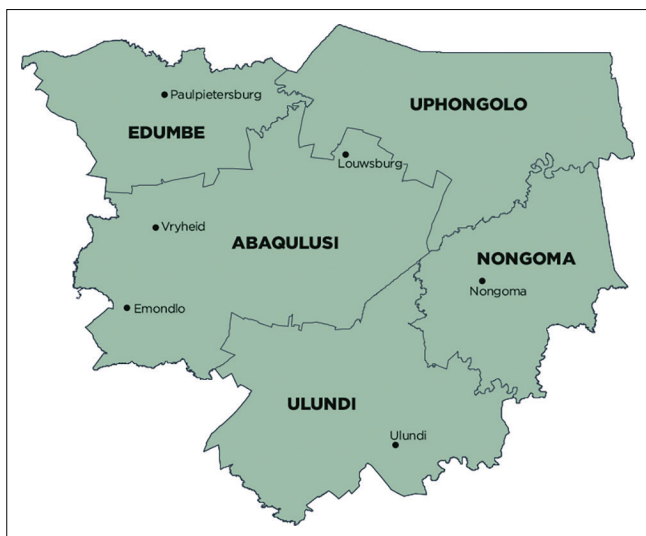 Paulpietersburg
UPHONGOLO
EDUMBE
Louwsburg
Vryheid
ABAQULUSI
NONGOMA
Nongoma
Emondlo
ULUNDI
Ulundi